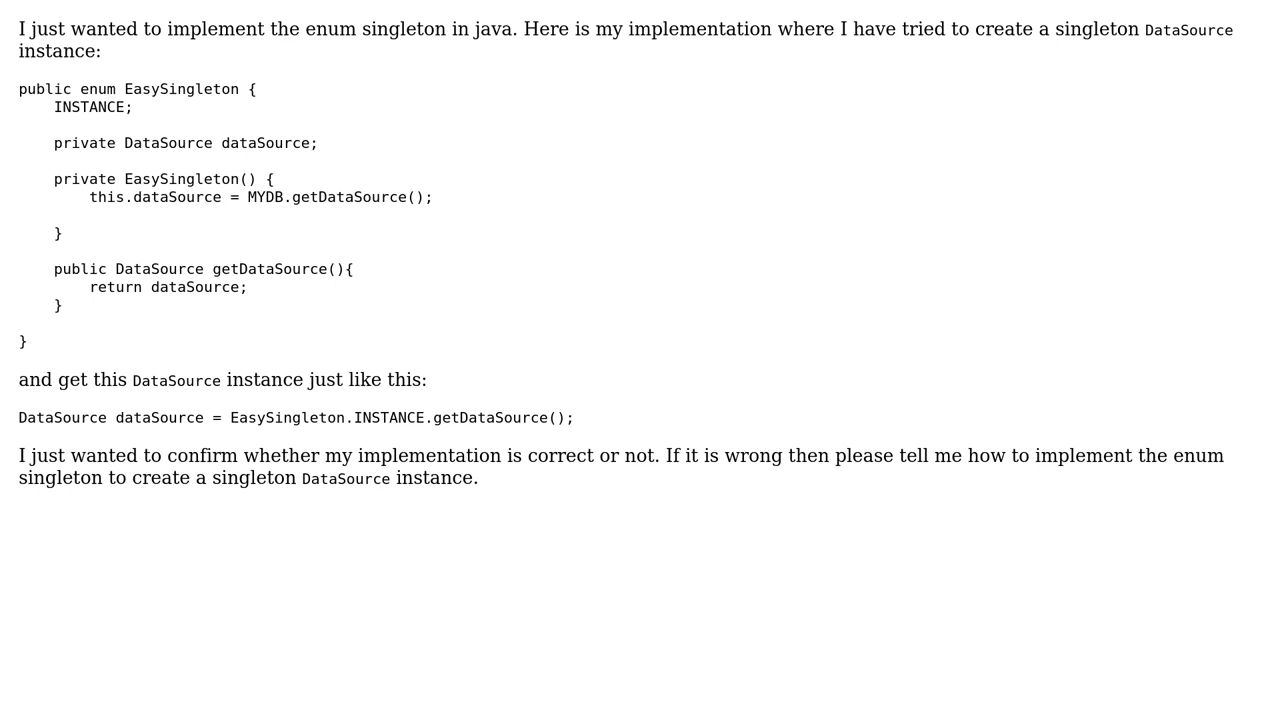 I just wanted to implement the enum singleton in java. Here is my implementation where I have tried to create a singleton DataSource
instance:
public enum EasySingleton {
    INSTANCE;
    private DataSource dataSource;
    private EasySingleton() {
        this.dataSource = MYDB.getDataSource();
    }
    public DataSource getDataSource(){
        return dataSource;
    }
}
and get this DataSource instance just like this:
DataSource dataSource = EasySingleton.INSTANCE.getDataSource();
I just wanted to confirm whether my implementation is correct or not. If it is wrong then please tell me how to implement the enum
singleton to create a singleton DataSource instance.